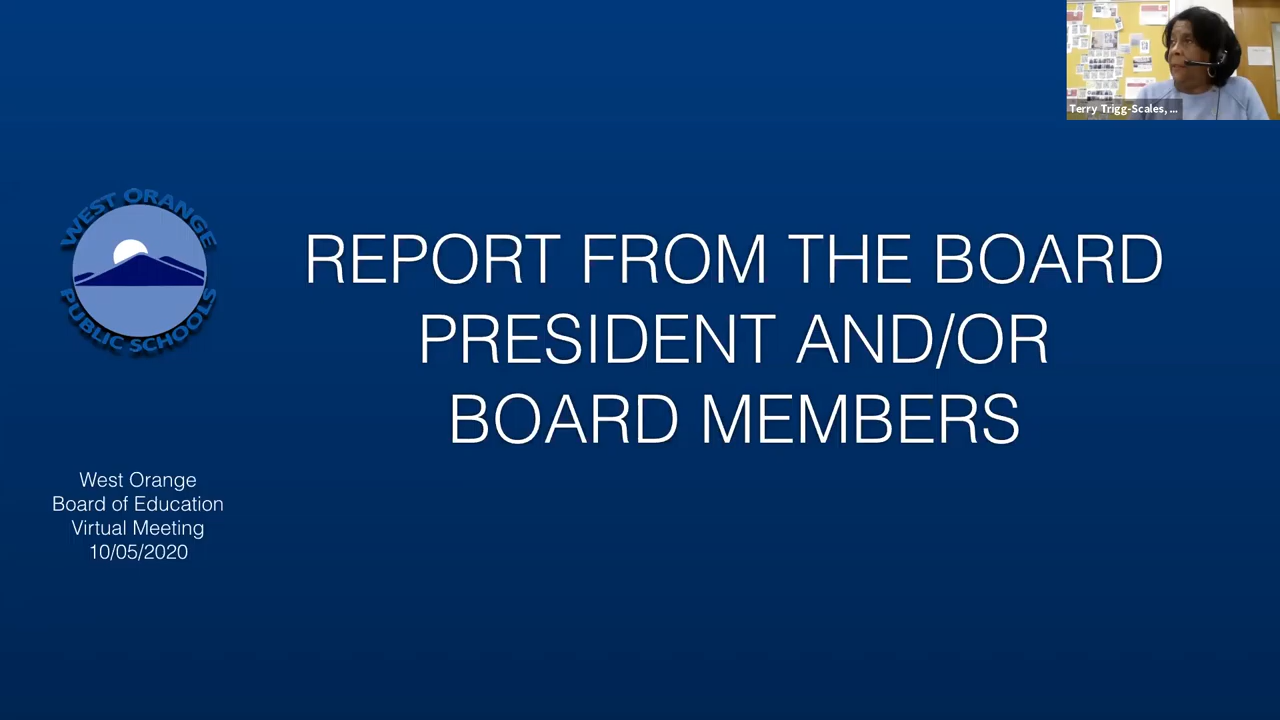 Terry Trigg-Scales, ...
WEST ORANGE
PUBLIC SCHOOLS
REPORT FROM THE BOARD
PRESIDENT AND/OR
BOARD MEMBERS
West Orange
Board of Education
Virtual Meeting
10/05/2020